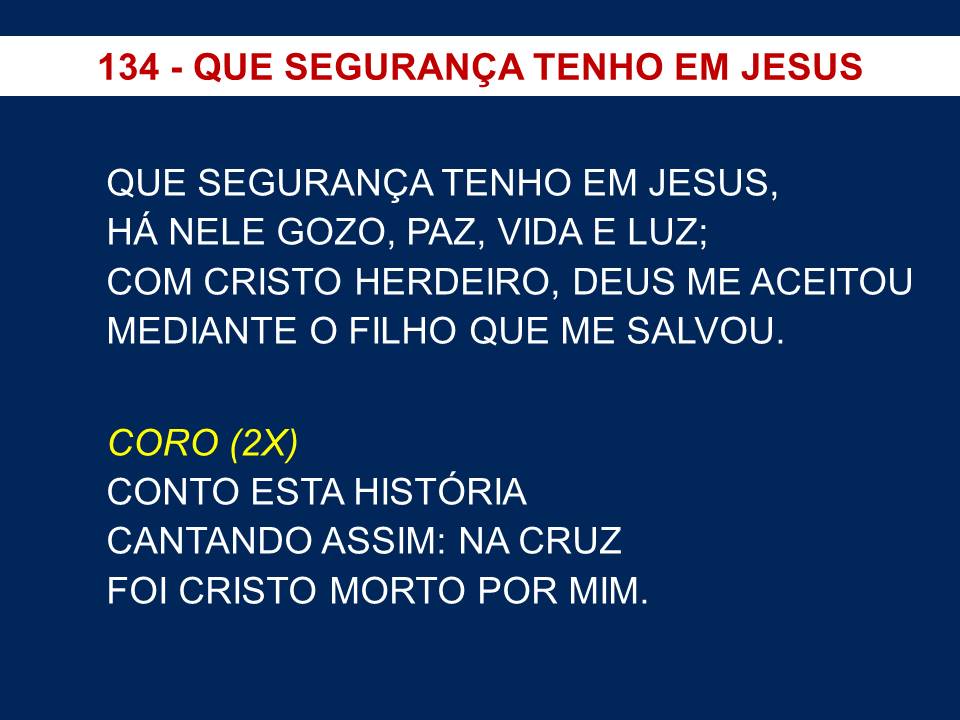 134 - QUE SEGURANÇA TENHO EM JESUS
QUE SEGURANÇA TENHO EM JESUS,
HÁ NELE GOZO, PAZ, VIDA E LUZ;
COM CRISTO HERDEIRO, DEUS ME ACEITOU
MEDIANTE O FILHO QUE ME SALVOU.
CORO (2X)
CONTO ESTA HISTÓRIA
CANTANDO ASSIM: NA CRUZ
FOI CRISTO MORTO POR MIM.